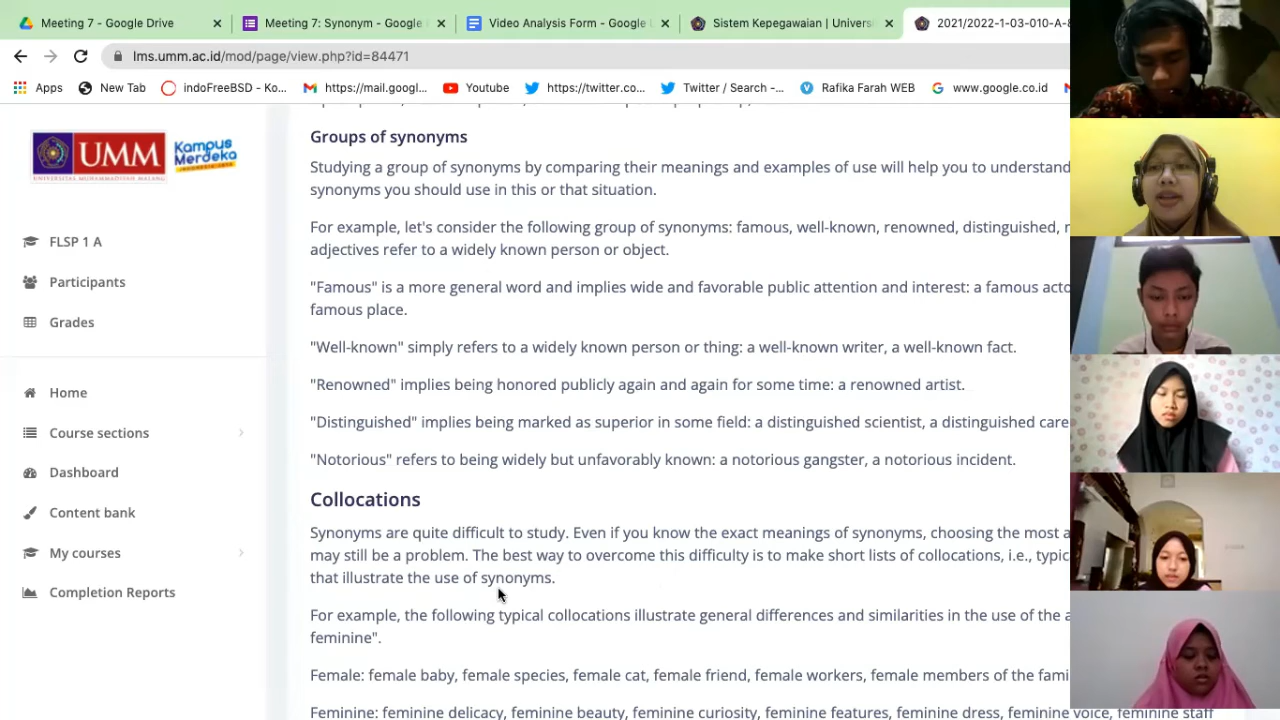 Meeting 7 - Google Drive
Meeting 7: Synonym - Google
Video Analysis Form - Google
Sistem Kepegawaian | Univers
2021/2022-1-03-010-A-
lms.umm.ac.id/mod/page/view.php?id=84471
Apps
New Tab
indoFreeBSD - Ko...
https://mail.googl...
YouTube
https://twitter.co...
Twitter / Search -...
Rafika Farah WEB
www.google.co.id
UMM
UNIVERSITAS MUHAMMADIYAH MALANG
Kampus
Merdeka
INDONESIA JAYA
FLSP 1 A
Participants
Grades
Home
Course sections
Dashboard
Content bank
My courses
Completion Reports
Groups of synonyms
Studying a group of synonyms by comparing their meanings and examples of use will help you to understand
synonyms you should use in this or that situation.
For example, let's consider the following group of synonyms: famous, well-known, renowned, distinguished,
adjectives refer to a widely known person or object.
"Famous" is a more general word and implies wide and favorable public attention and interest: a famous
famous place.
"Well-known" simply refers to a widely known person or thing: a well-known writer, a well-known fact.
"Renowned" implies being honored publicly again and again for some time: a renowned artist.
"Distinguished" implies being marked as superior in some field: a distinguished scientist, a distinguished care
"Notorious" refers to being widely but unfavorably known: a notorious gangster, a notorious incident.
Collocations
Synonyms are quite difficult to study. Even if you know the exact meanings of synonyms, choosing the most
may still be a problem. The best way to overcome this difficulty is to make short lists of collocations, i.e., typic
that illustrate the use of synonyms.
For example, the following typical collocations illustrate general differences and similarities in the use of the
feminine".
Female: female baby, female species, female cat, female friend, female workers, female members of the fami
Feminine: feminine delicacy, feminine beauty, feminine curiosity, feminine features, feminine dress, feminine voice, feminine staff